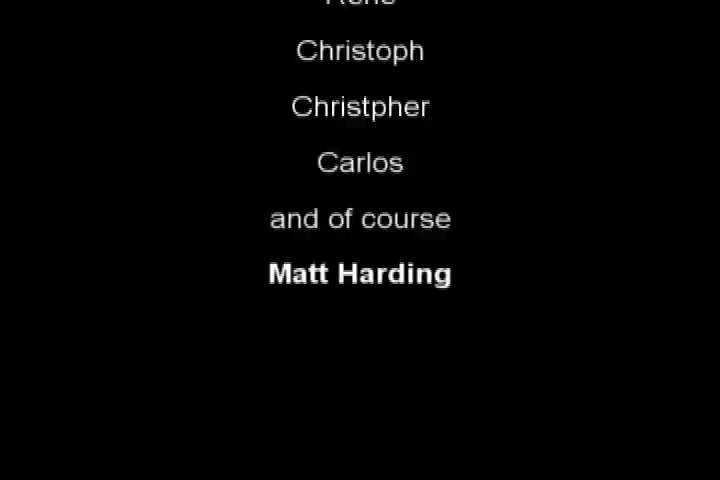 Christoph
Christpher
Carlos
and of course
Matt Harding